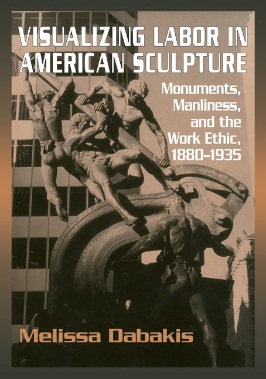 VISUALIZING LABOR IN
AMERICAN SCULPTURE
Monuments,
Manliness,
and the
Work Ethic,
1880–1935
Melissa Dabakis